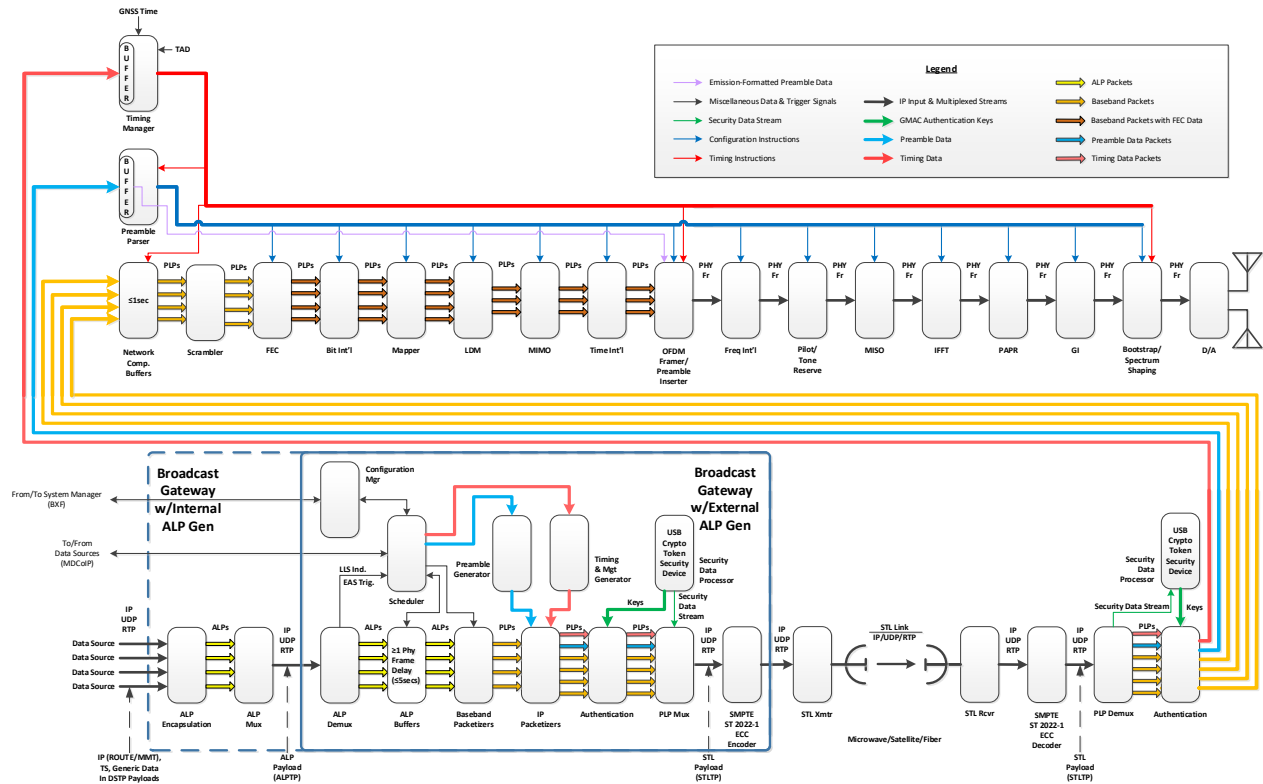 GNSS Time
B
U
F
F
E
R
TAD
Timing
Manager
Legend
Emission-Formatted Preamble Data
Miscellaneous Data & Trigger Signals
Security Data Stream
Configuration Instructions
Timing Instructions
IP Input & Multiplexed Streams
GMAC Authentication Keys
Preamble Data
Timing Data
ALP Packets
Baseband Packets
Baseband Packets with FEC Data
Preamble Data Packets
Timing Data Packets
B
U
F
F
E
R
Preamble
Parser
PLPs
PLPs
PLPs
PLPs
PLPs
PLPs
PLPs
PLPs
PHY
Fr
PHY
Fr
PHY
Fr
PHY
Fr
PHY
Fr
PHY
Fr
PHY
Fr
PHY
Fr
≤1sec
Network
Comp.
Buffers
Scrambler
FEC
Bit Int'l
Mapper
LDM
MIMO
Time Int'l
OFDM
Framer/
Preamble
Inserter
Freq Int'l
Pilot/
Tone
Reserve
MISO
IFFT
PAPR
GI
Bootstrap/
Spectrum
Shaping
D/A
Broadcast
Gateway
w/Internal
ALP Gen
Configuration
Mgr
Broadcast
Gateway
w/External
ALP Gen
From/To System Manager
(BXF)
To/From
Data Sources
(MDCoIP)
LLS Ind.
EAS Trig.
Scheduler
Preamble
Generator
Timing
& Mgt
Generator
USB
Crypto
Token
Security
Device
Security
Data
Processor
Keys
Security
Data
Stream
Security
Data
Processor
USB
Crypto
Token
Security
Device
Security Data Stream
Keys
IP
UDP
RTP
Data Source
Data Source
Data Source
Data Source
ALPs
ALP
Encapsulation
ALP
Mux
IP
UDP
RTP
ALP
Demux
ALPs
≥1 Phy
Frame
Delay
(≤5secs)
ALP
Buffers
ALPs
Baseband
Packetizers
PLPs
IP
Packetizers
PLPs
Authentication
PLPs
PLP Mux
IP
UDP
RTP
SMPTE
ST 2022-1
ECC
Encoder
IP
UDP
RTP
STL Xmtr
STL Link
IP/UDP/RTP
Microwave/Satellite/Fiber
STL Rcvr
IP
UDP
RTP
SMPTE
ST 2022-1
ECC
Decoder
IP
UDP
RTP
PLP Demux
PLPs
Authentication
IP (ROUTE/MMT),
TS, Generic Data
In DSTP Payloads
ALP
Payload
(ALPTP)
STL
Payload
(STLTP)
STL
Payload
(STLTP)